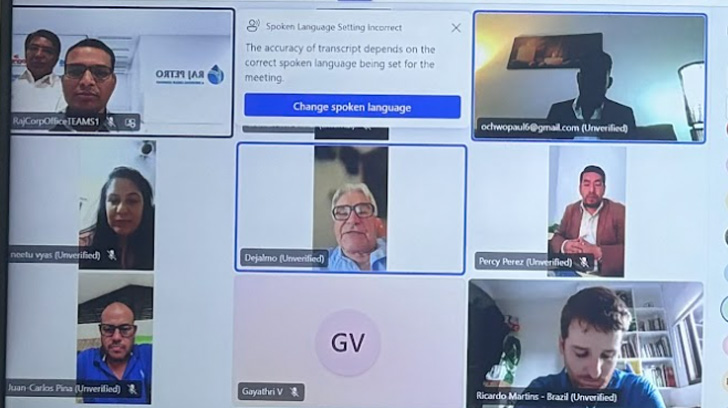 RAJ PETRO
RajCorpOfficeTEAMS1
Spoken Language Setting Incorrect
The accuracy of transcript depends on the
correct spoken language being set for the
meeting.
Change spoken language
ochwopaul6@gmail.com (Unverified)
neetu vyas (Unverified)
Dejalmo (Unverified)
Percy Perez (Unverified)
Juan-Carlos Pina (Unverified)
GV
Gayathri V
Ricardo Martins - Brazil (Unverified)